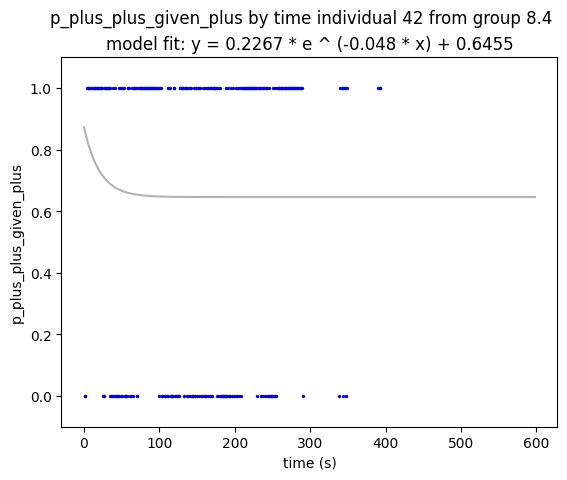 p_plus_plus_given_plus by time individual 42 from group 8.4
model fit: y = 0.2267 * e ^ (-0.048 * x) + 0.6455
1.0
0.8
0.6
0.4
0.2
0.0
p_plus_plus_given_plus
0 100 200 300 400 500 600
time (s)